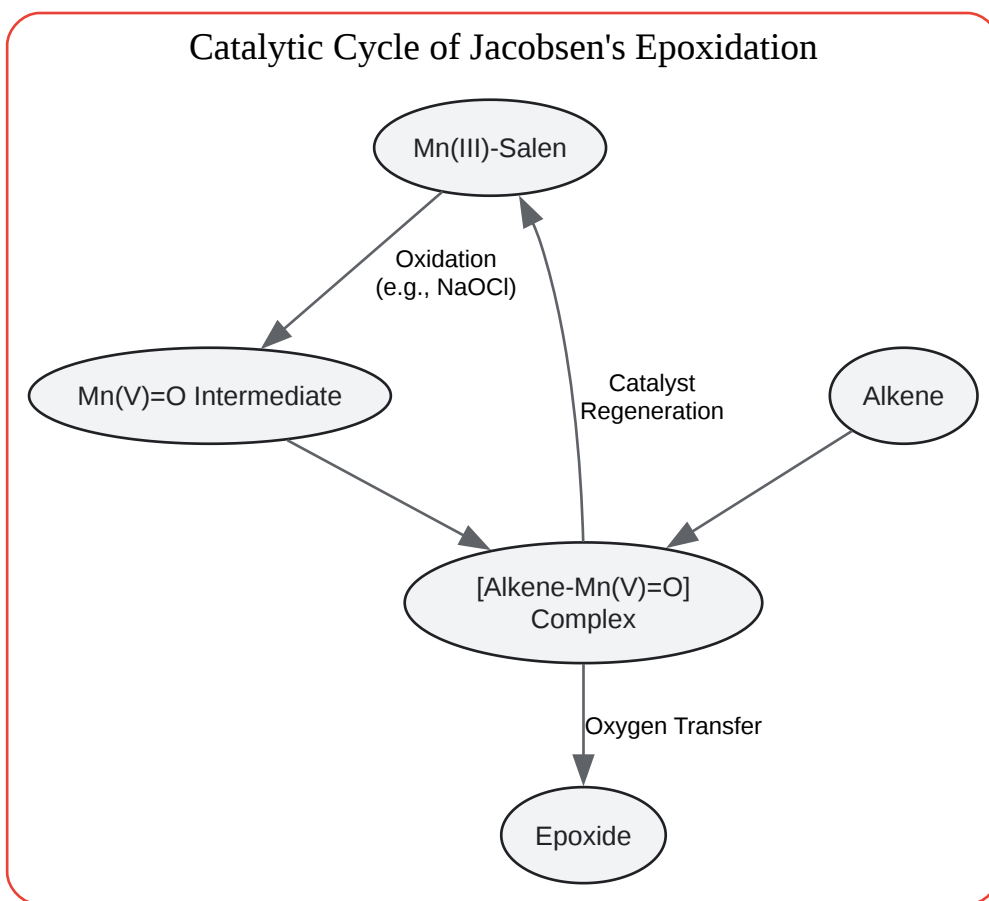 Catalytic Cycle of Jacobsen's Epoxidation
Mn(III)-Salen
Oxidation
(e.g., NaOCl)
Mn(V)=O Intermediate
Catalyst
Regeneration
Alkene
[Alkene-Mn(V)=O]
Complex
Oxygen Transfer
Epoxide